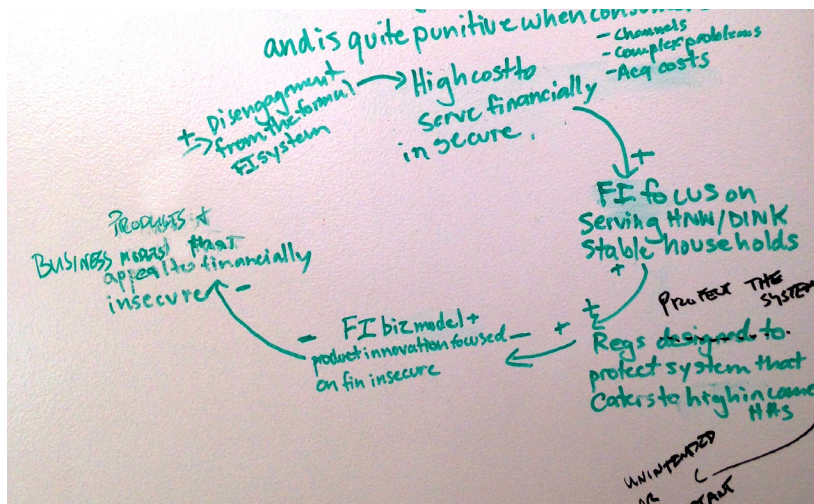 and is quite punitive when
- Channels
- Complex problems
- Acq costs
+ Disengagment
from the formal
FI system
High cost to
serve financially
insecure.
+
FI focus on
Serving HNW/DINK
Stable households
+
PROTECT THE SYSTEM
+
Regs designed to
protect system that
Caters to high income
HHs
+
- FI biz model + -
product innovation focused
on fin insecure
PRODUCTS +
BUSINESS MODEL THAT
appeal to financially
insecure -
UNINTENDED